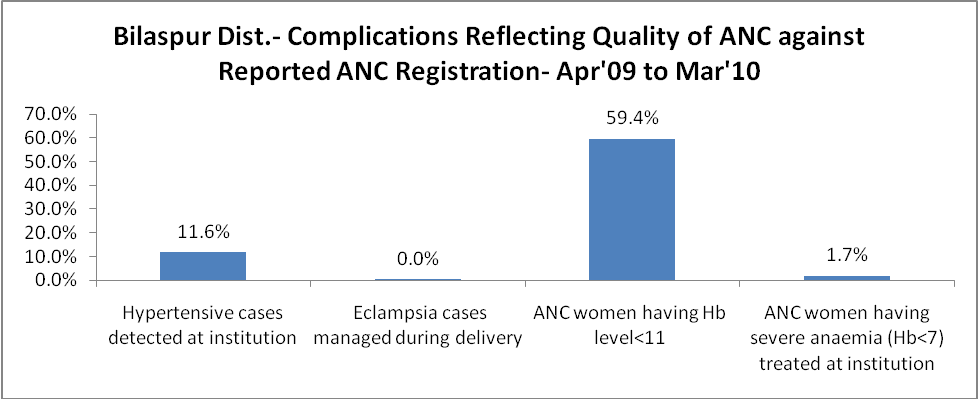 Bilaspur Dist.- Complications Reflecting Quality of ANC against
Reported ANC Registration- Apr'09 to Mar'10
70.0%
60.0%
50.0%
40.0%
30.0%
20.0%
10.0%
0.0%
11.6%
0.0%
59.4%
1.7%
Hypertensive cases
detected at institution
Eclampsia cases
managed during delivery
ANC women having Hb
level<11
ANC women having
severe anaemia (Hb<7)
treated at institution